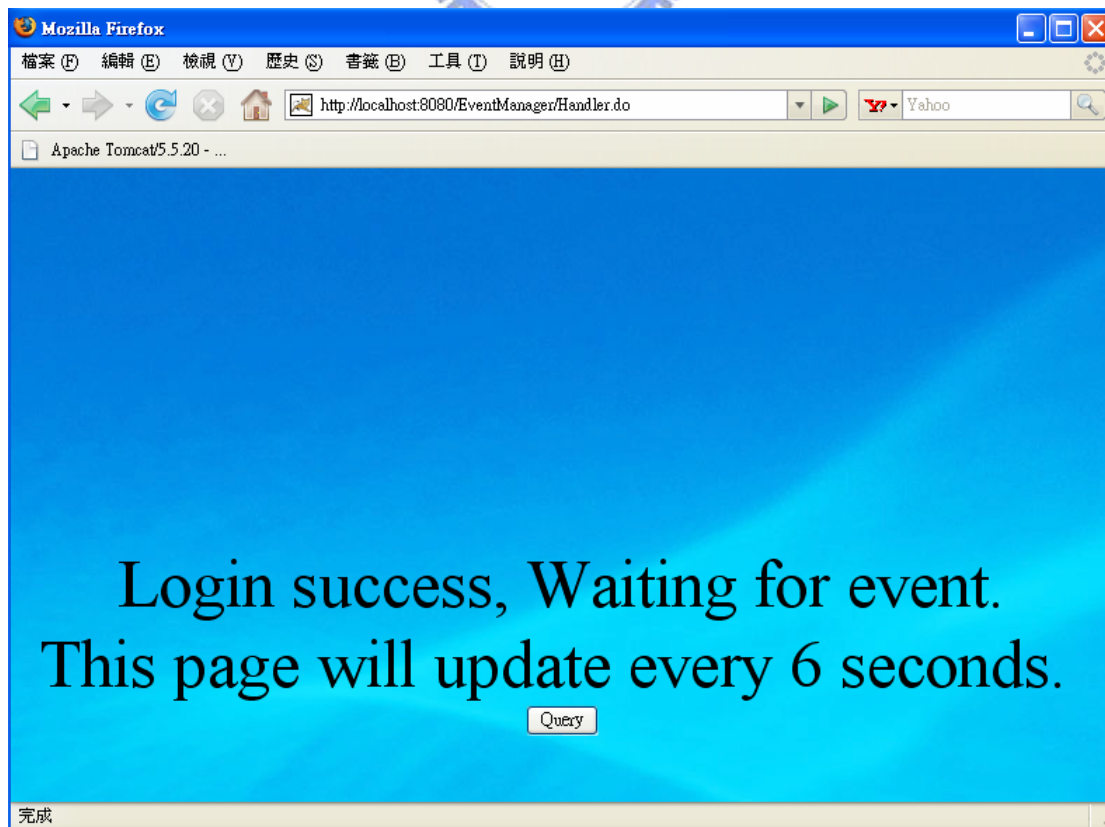 Mozilla Firefox
檔案(F) 編輯(E) 檢視(V) 歷史(S) 書籤(B) 工具(T) 說明(H)
http://localhost:8080/EventManager/Handler.do Yahoo
Apache Tomcat/5.5.20 - ...
Login success, Waiting for event.
This page will update every 6 seconds.
Query
完成